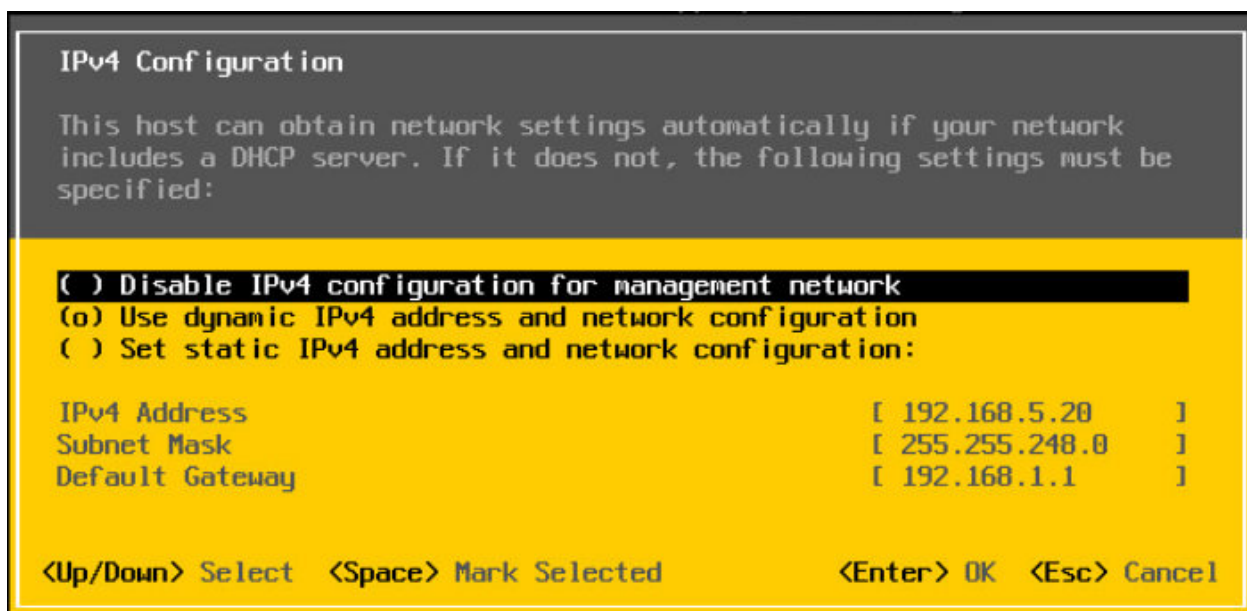 IPv4 Configuration
This host can obtain network settings automatically if your network
includes a DHCP server. If it does not, the following settings must be
specified:
( ) Disable IPv4 configuration for management network
(o) Use dynamic IPv4 address and network configuration
( ) Set static IPv4 address and network configuration:
IPv4 Address [ 192.168.5.20 ]
Subnet Mask [ 255.255.248.0 ]
Default Gateway [ 192.168.1.1 ]
<Up/Down> Select <Space> Mark Selected <Enter> OK <Esc> Cancel